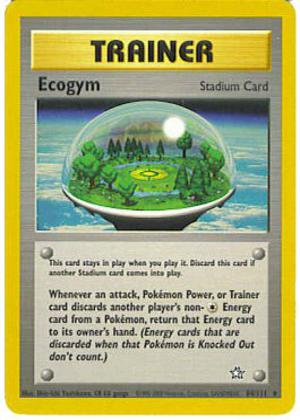 TRAINER
Ecogym
Stadium Card
This card stays in play when you play it. Discard this card if
another Stadium card comes into play.
Whenever an attack, Pokémon Power, or Trainer
card discards another player's non- Energy
card from a Pokémon, return that Energy card
to its owner's hand. (Energy cards that are
discarded when that Pokémon is Knocked Out
don't count.)
84/111